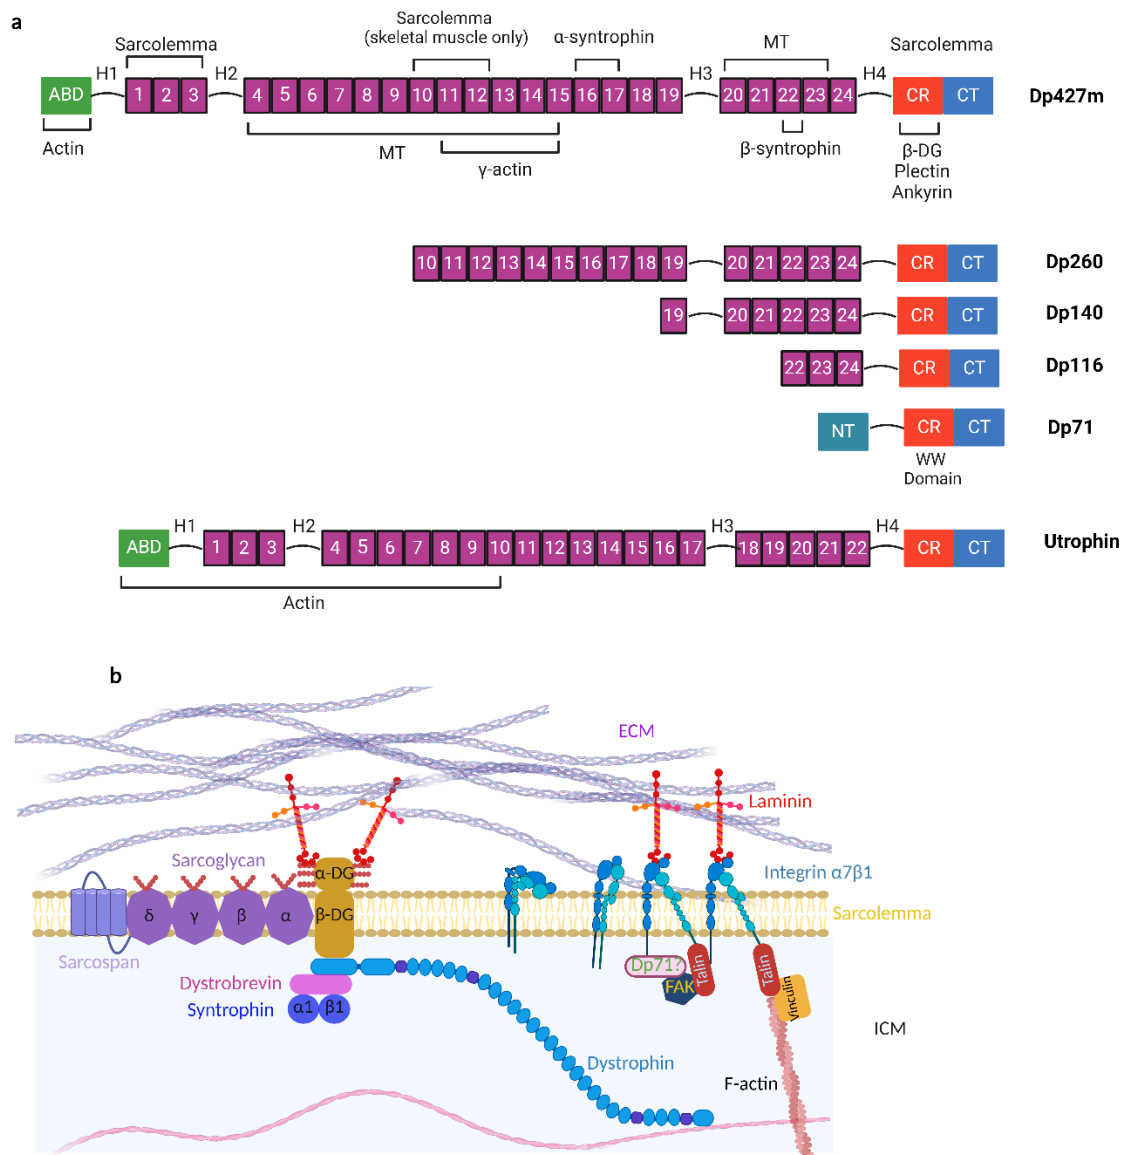 a
Sarcolemma
Sarcolemma
(skeletal muscle only)
α-syntrophin
MT
Sarcolemma
H1
H2
H3
H4
ABD
1 2 3
4 5 6 7 8 9 10 11 12 13 14 15 16 17 18 19
20 21 22 23 24
CR CT
Dp427m
Actin
MT
γ-actin
β-syntrophin
β-DG
Plectin
Ankyrin
10 11 12 13 14 15 16 17 18 19 20 21 22 23 24 CR CT Dp260
19 20 21 22 23 24 CR CT Dp140
22 23 24 CR CT Dp116
NT CR CT Dp71
WW
Domain
H1 H2 H3 H4
ABD 1 2 3 4 5 6 7 8 9 10 11 12 13 14 15 16 17 18 19 20 21 22 CR CT Utrophin
Actin
b
ECM
Laminin
Sarcoglycan
α-DG
Integrin α7β1
δ γ β α β-DG
Sarcolemma
Sarcospan
Dp71?
Talin
Talin
Dystrobrevin
FAK
Vinculin
Syntrophin
α1 β1
ICM
Dystrophin
F-actin